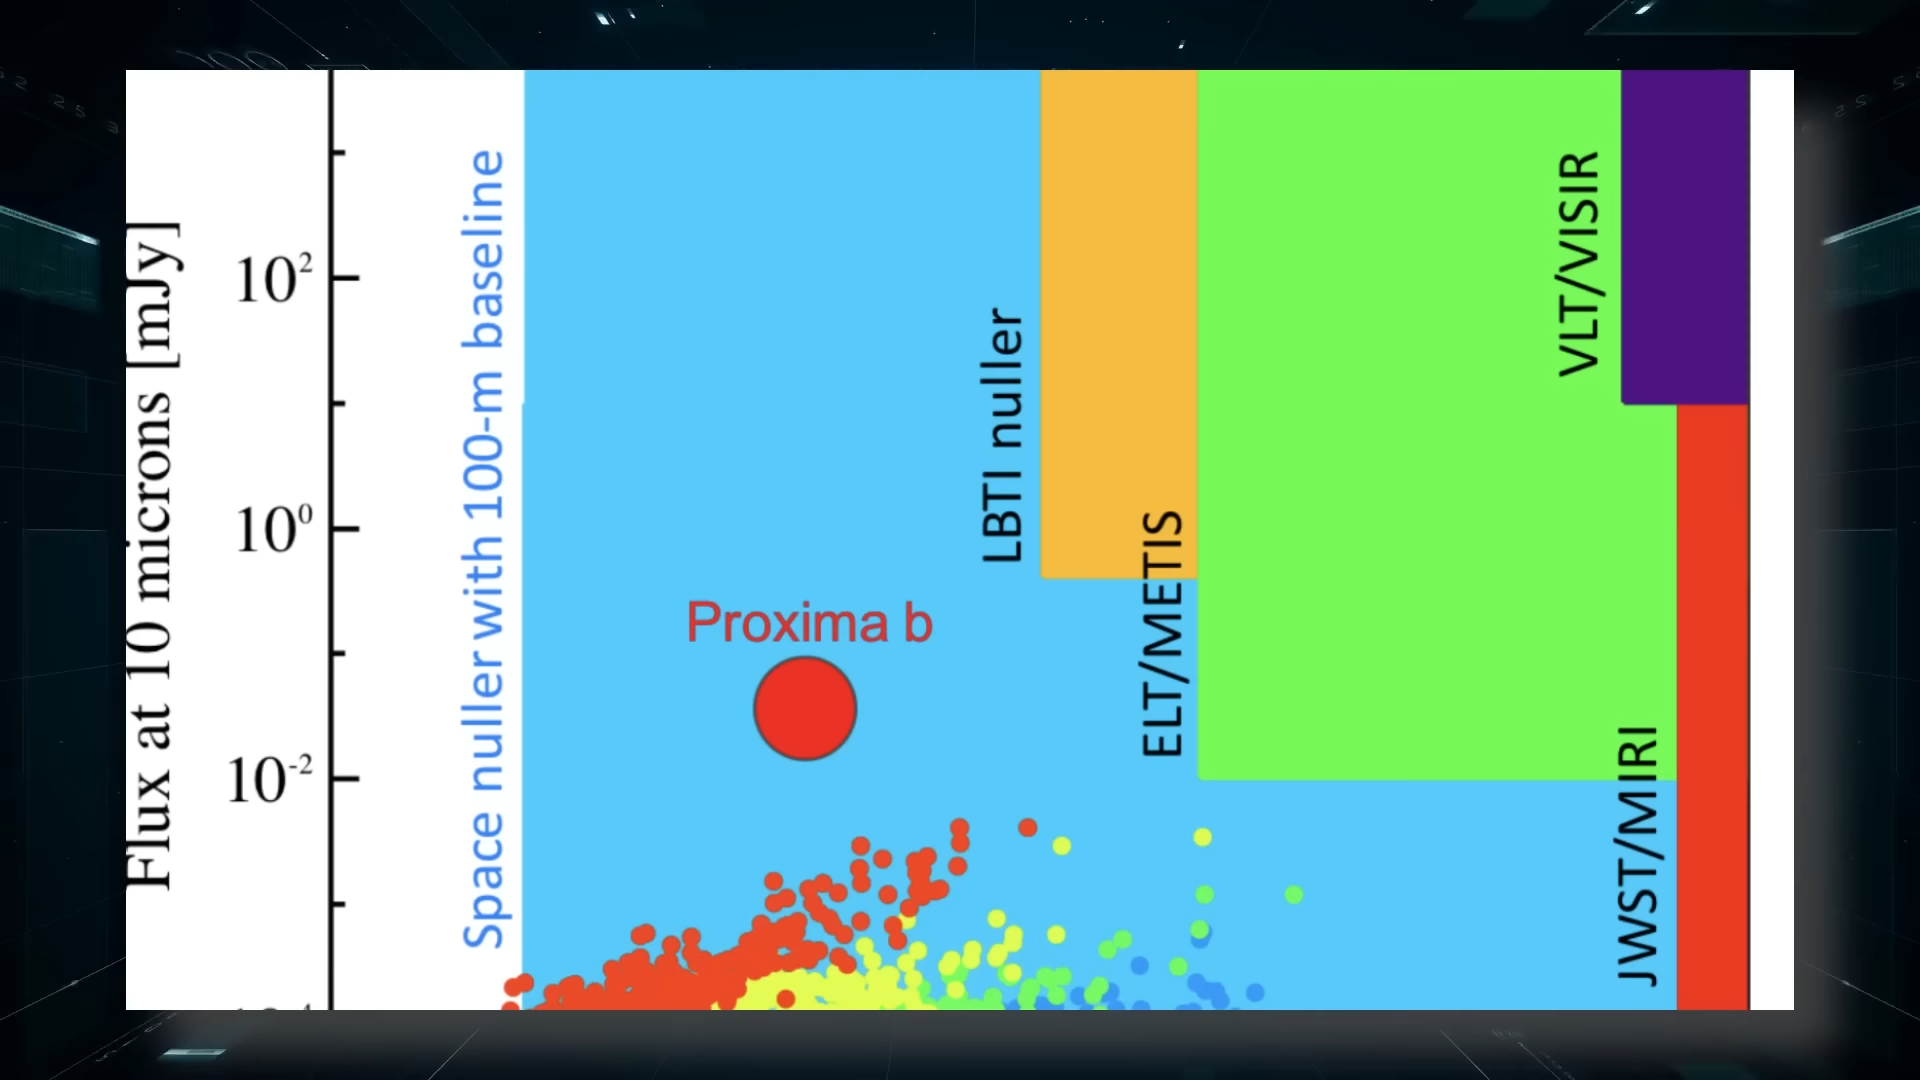 Flux at 10 microns [mJy]
10²
10⁰
10⁻²
Space nuller with 100-m baseline
LBTI nuller
ELT/METIS
VLT/VISIR
JWST/MIRI
Proxima b